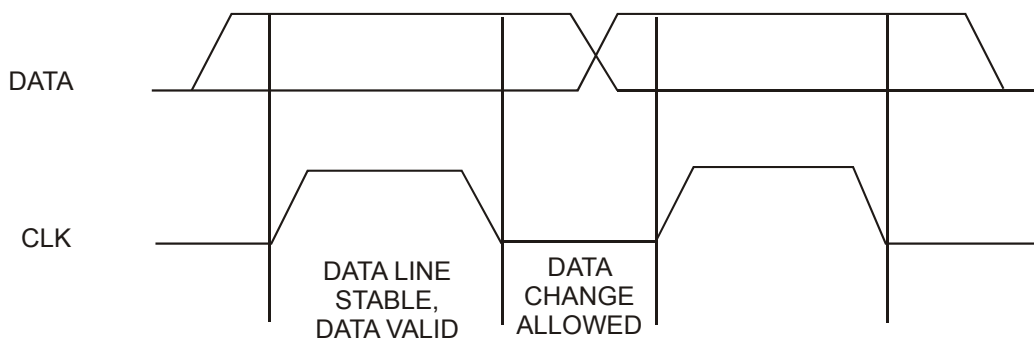 DATA
CLK
DATA LINE
STABLE,
DATA VALID
DATA
CHANGE
ALLOWED